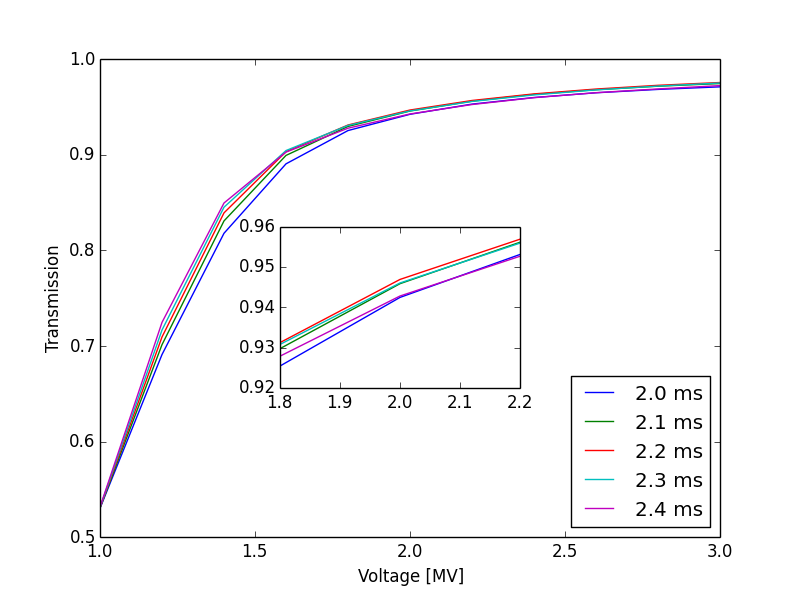 1.0
0.9
0.8
0.7
0.6
0.5
Transmission
0.96
0.95
0.94
0.93
0.92
1.8 1.9 2.0 2.1 2.2
2.0 ms
2.1 ms
2.2 ms
2.3 ms
2.4 ms
1.0 1.5 2.0 2.5 3.0
Voltage [MV]